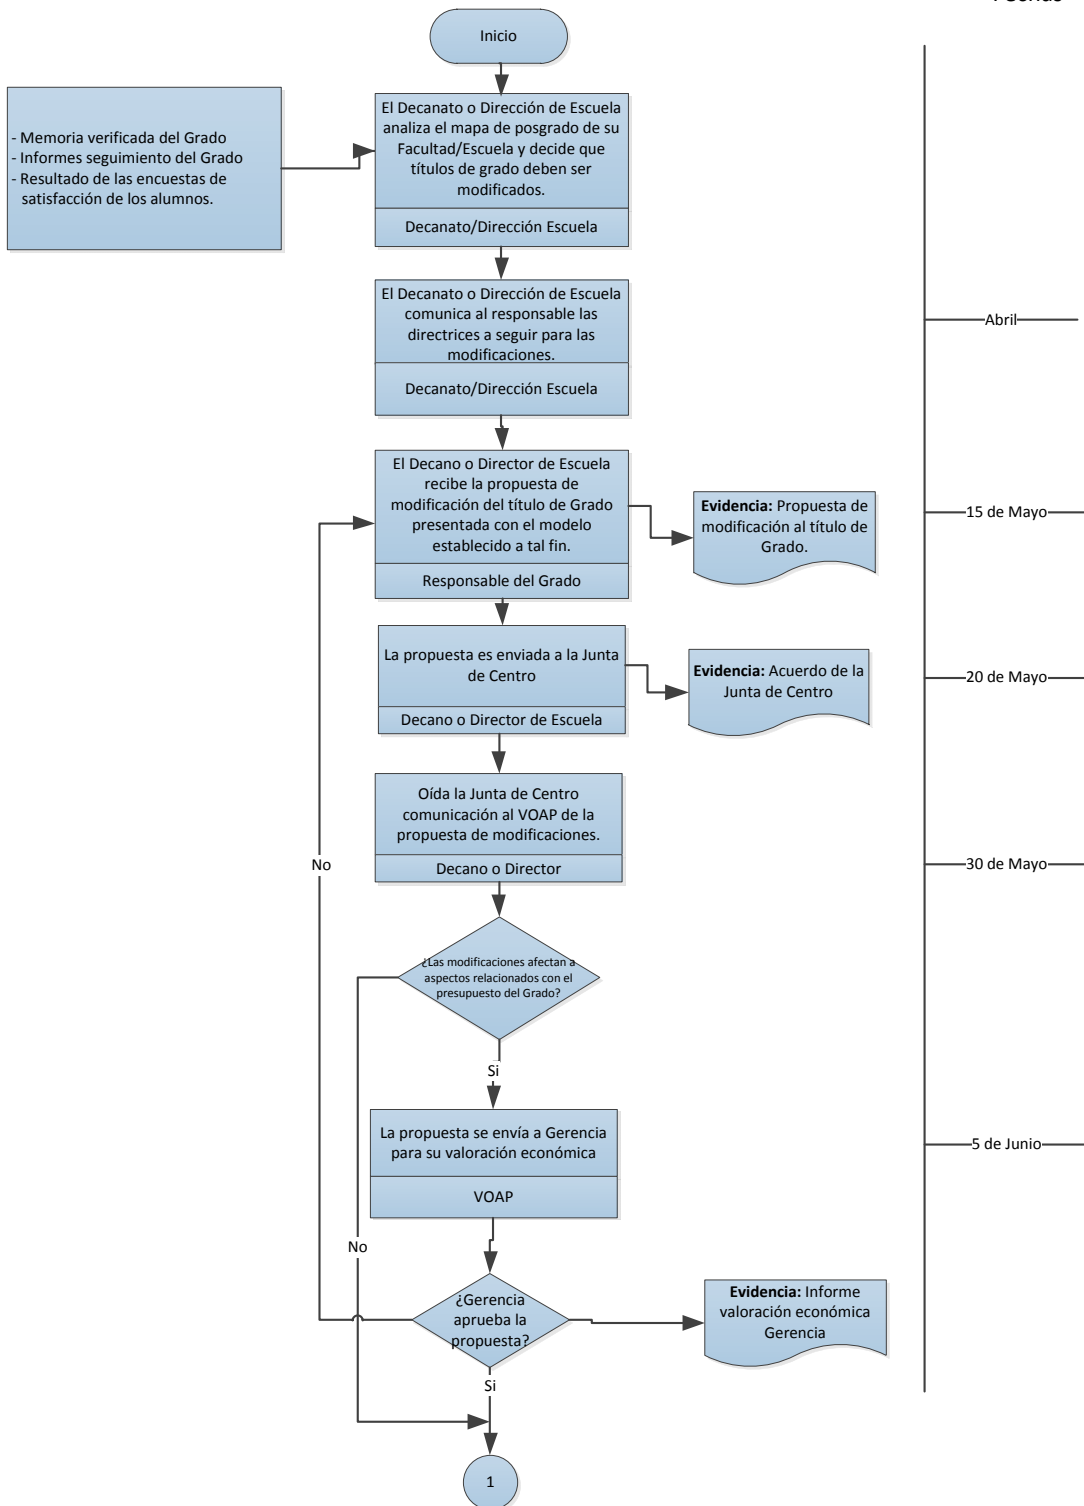 Inicio
- Memoria verificada del Grado
- Informes seguimiento del Grado
- Resultado de las encuestas de
satisfacción de los alumnos.
El Decanato o Dirección de Escuela
analiza el mapa de posgrado de su
Facultad/Escuela y decide que
títulos de grado deben ser
modificados.
Decanato/Dirección Escuela
El Decanato o Dirección de Escuela
comunica al responsable las
directrices a seguir para las
modificaciones.
Decanato/Dirección Escuela
Abril
El Decano o Director de Escuela
recibe la propuesta de
modificación del título de Grado
presentada con el modelo
establecido a tal fin.
Responsable del Grado
Evidencia: Propuesta de
modificación al título de
Grado.
15 de Mayo
La propuesta es enviada a la Junta
de Centro
Decano o Director de Escuela
Evidencia: Acuerdo de la
Junta de Centro
20 de Mayo
Oída la Junta de Centro
comunicación al VOAP de la
propuesta de modificaciones.
Decano o Director
No
30 de Mayo
¿Las modificaciones afectan a
aspectos relacionados con el
presupuesto del Grado?
Si
La propuesta se envía a Gerencia
para su valoración económica
VOAP
5 de Junio
No
¿Gerencia
aprueba la
propuesta?
Evidencia: Informe
valoración económica
Gerencia
Si
1